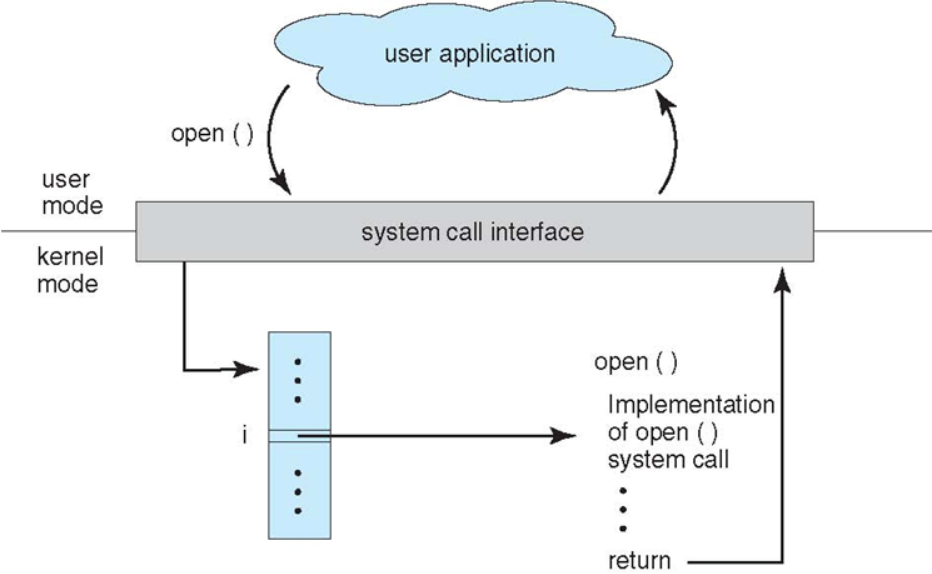 user application
open ( )
user
mode
system call interface
kernel
mode
open ( )
Implementation
of open ( )
system call
i
return